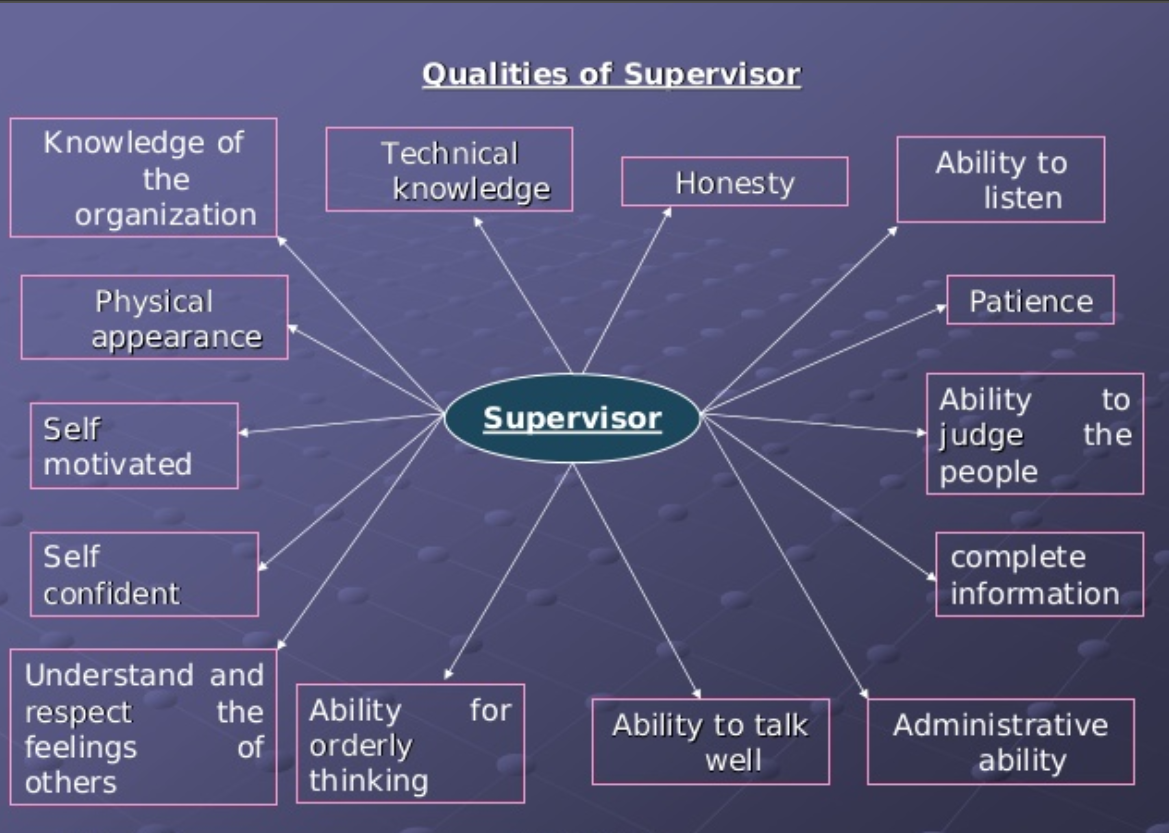 Qualities of Supervisor
Knowledge of
the
organization
Technical
knowledge
Honesty
Ability to
listen
Physical
appearance
Patience
Supervisor
Self
motivated
Ability to
judge the
people
Self
confident
complete
information
Understand and
respect the
feelings of
others
Ability for
orderly
thinking
Ability to talk
well
Administrative
ability